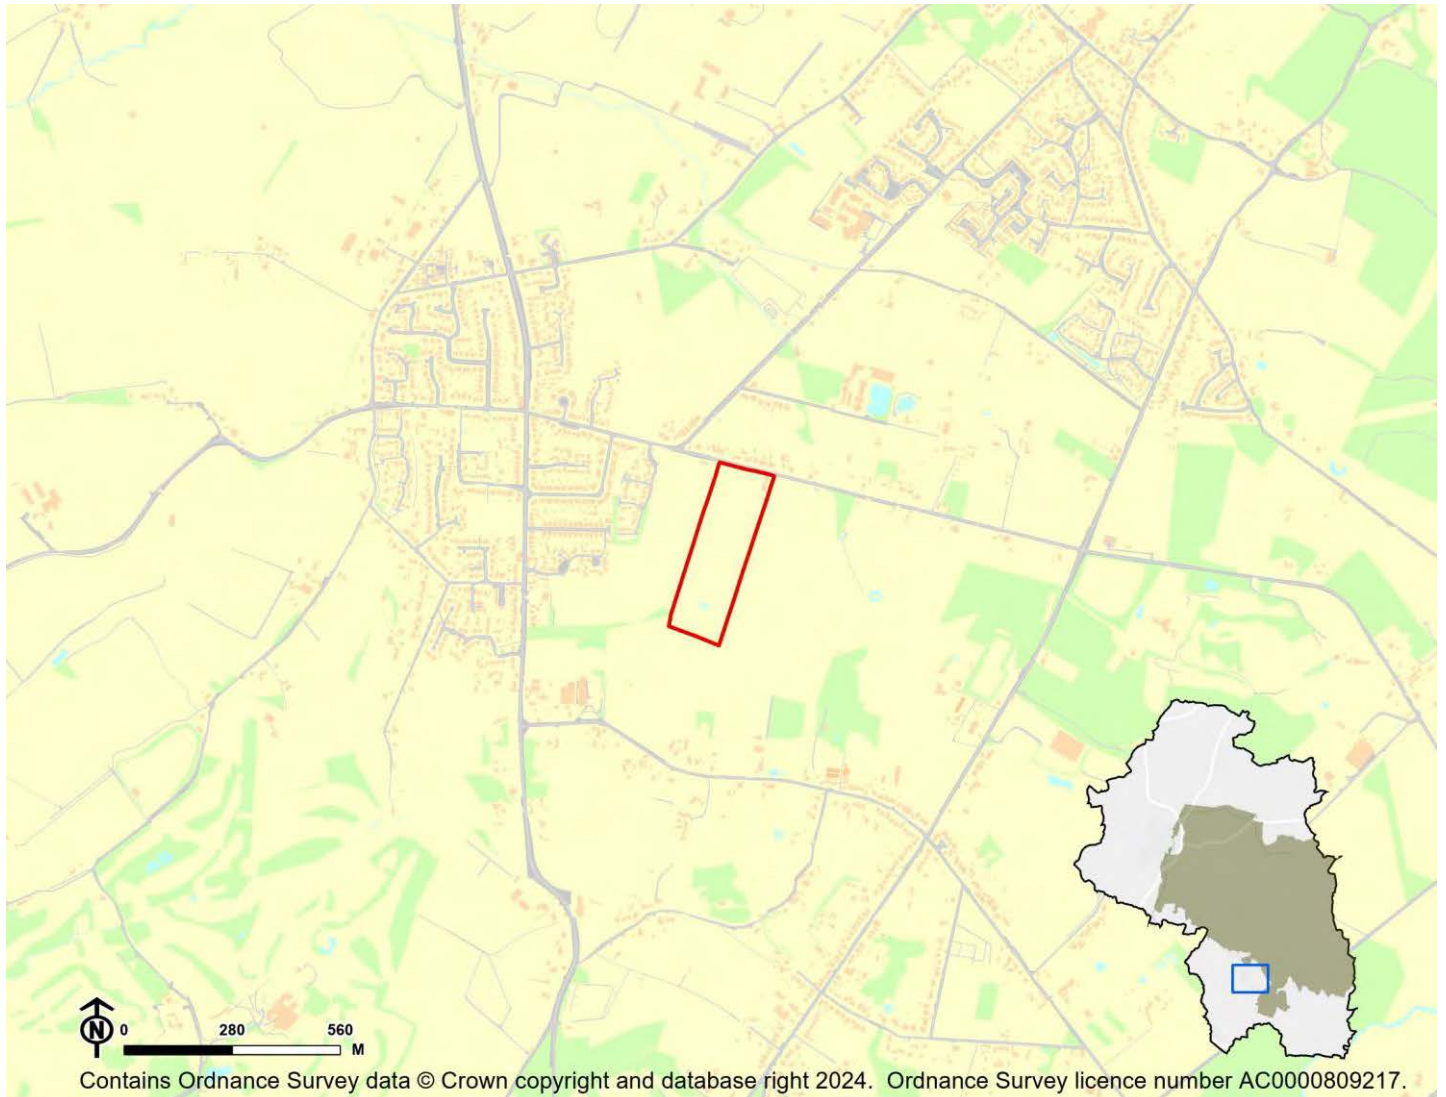 N
0 280 560
M
Contains Ordnance Survey data © Crown copyright and database right 2024. Ordnance Survey licence number AC0000809217.